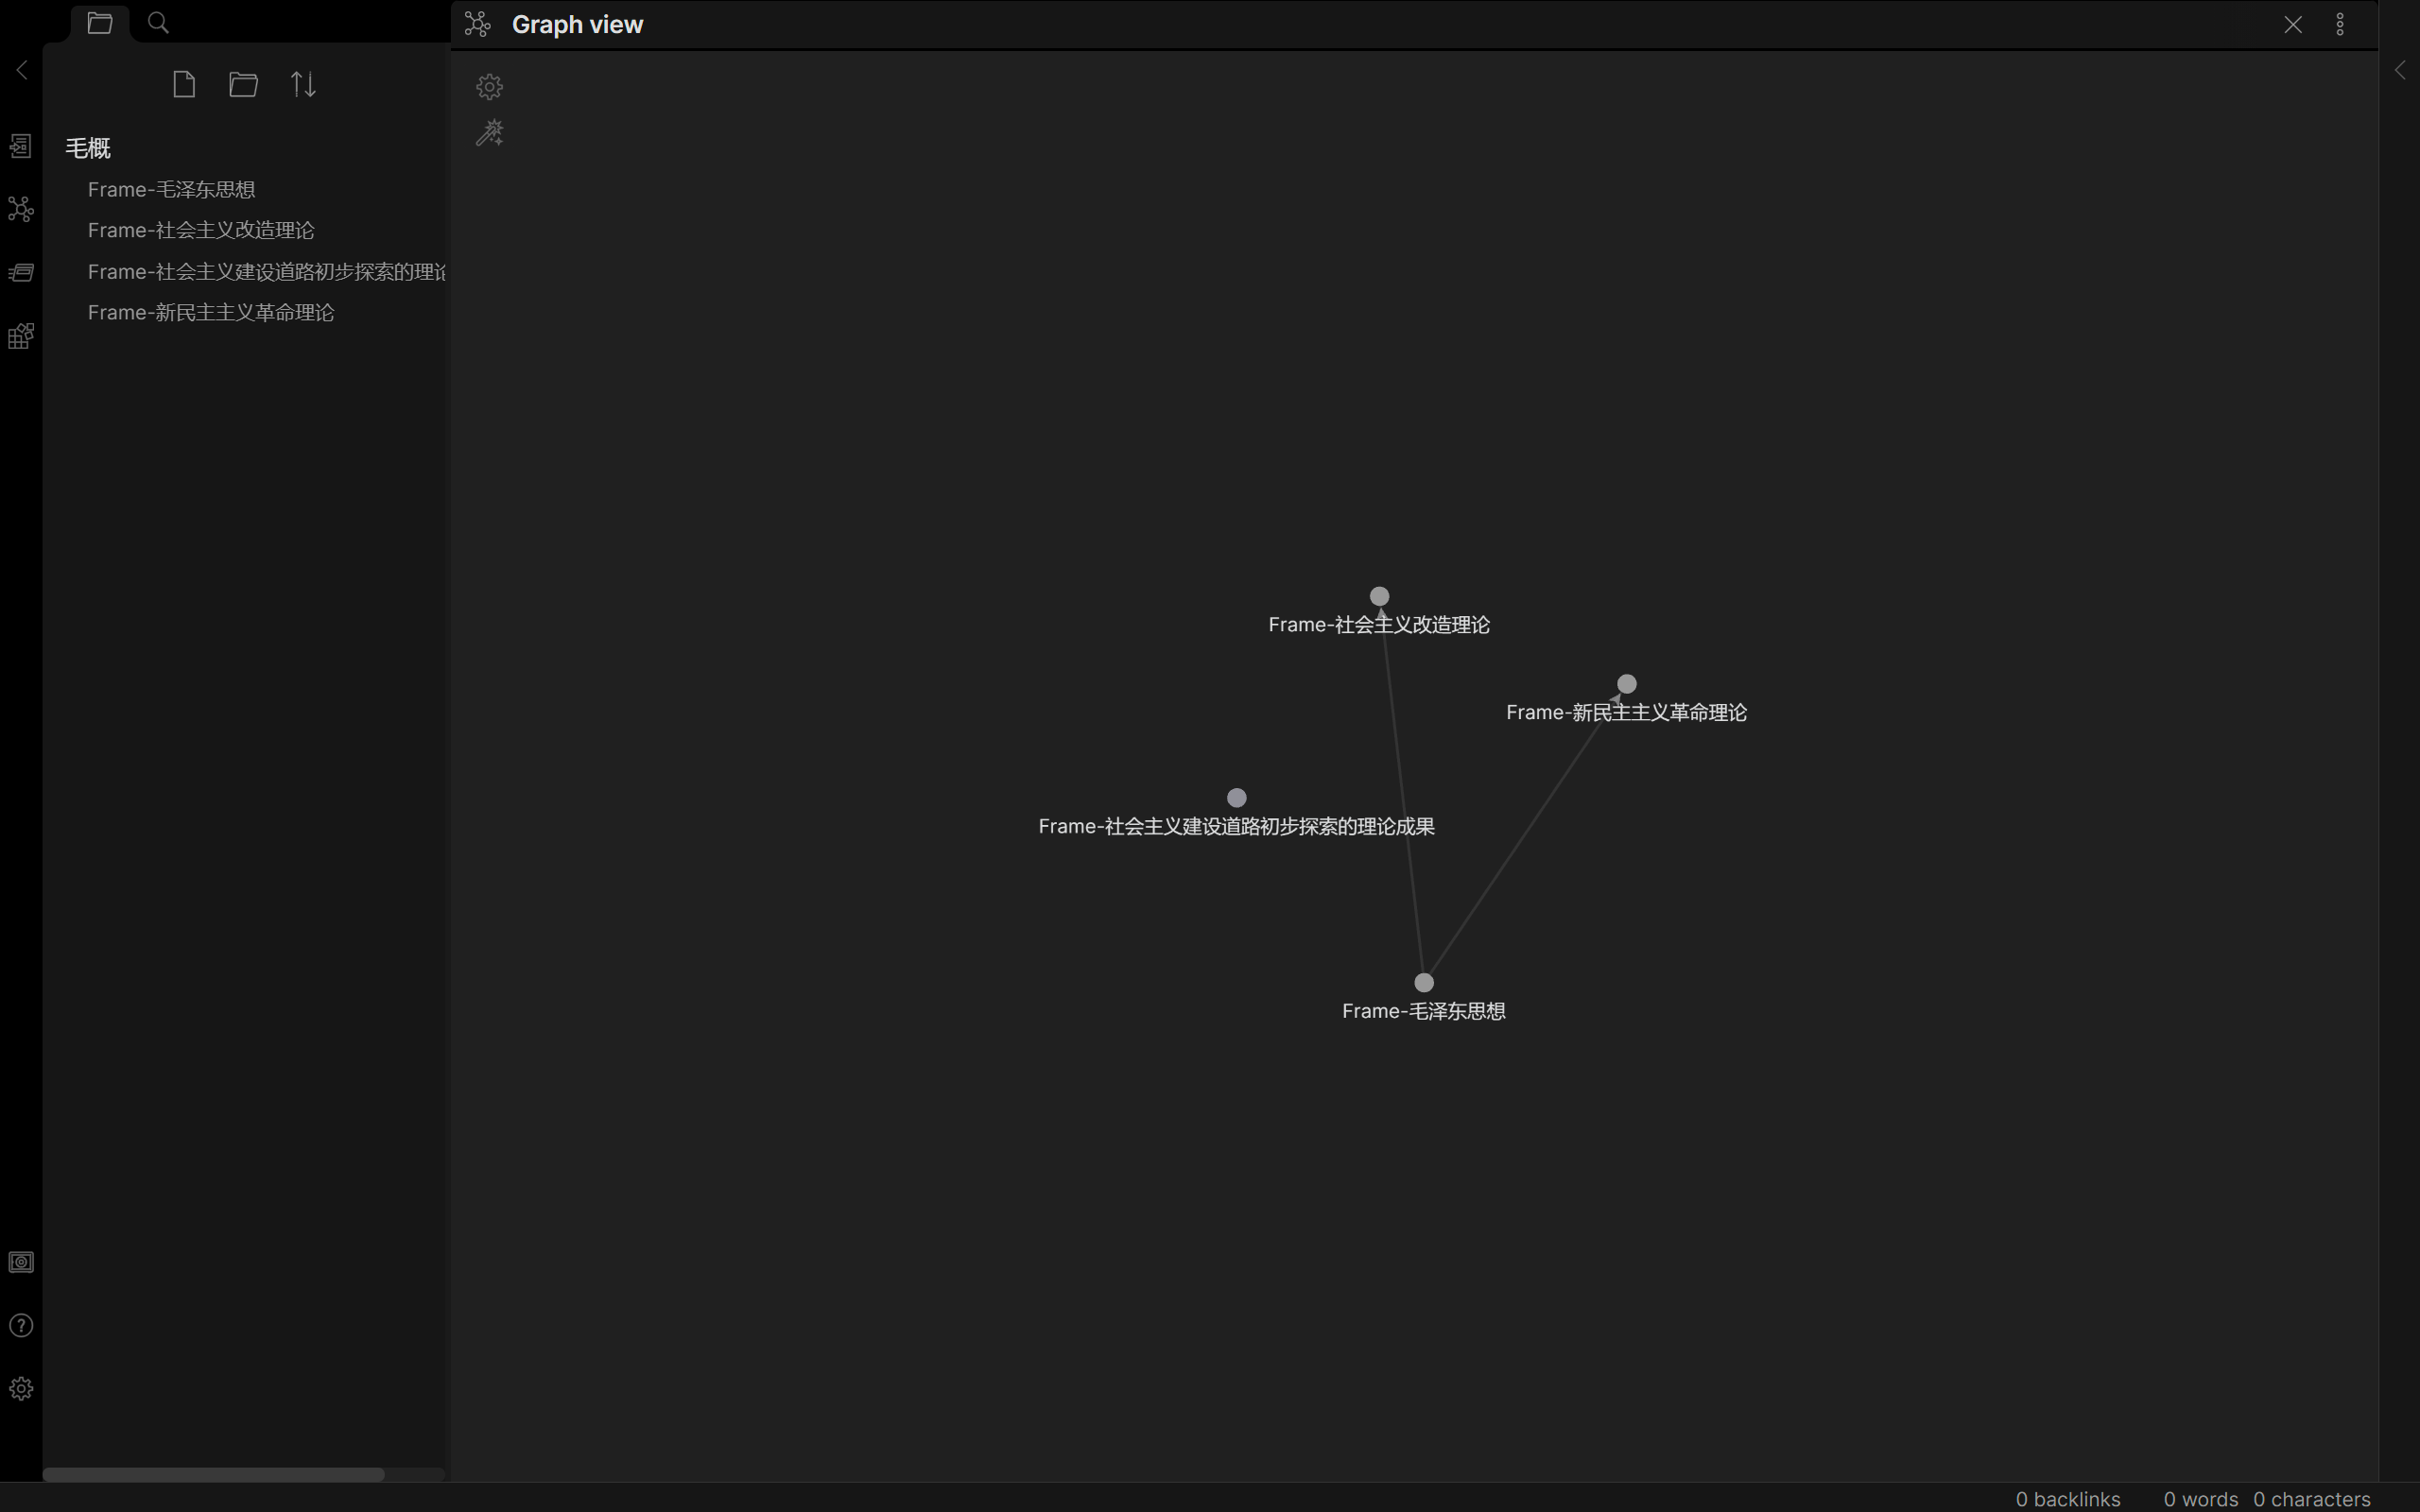 Graph view
毛概
Frame-毛泽东思想
Frame-社会主义改造理论
Frame-社会主义建设道路初步探索的理论
Frame-新民主主义革命理论
Frame-社会主义改造理论
Frame-新民主主义革命理论
Frame-社会主义建设道路初步探索的理论成果
Frame-毛泽东思想
0 backlinks 0 words 0 characters